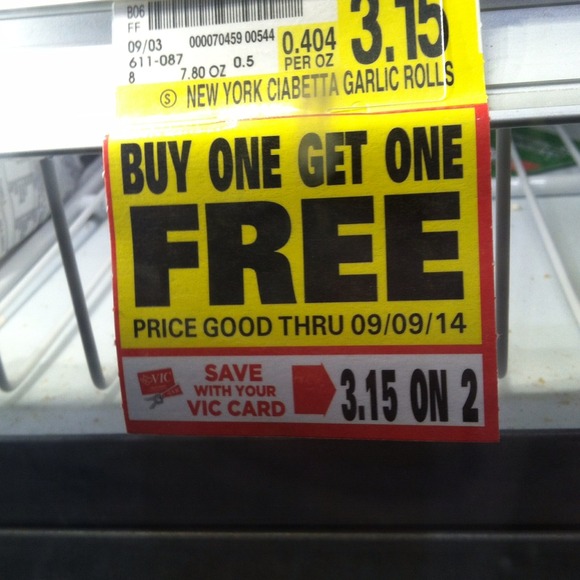 B06
FF
09/03 000070459 00544
611-087
8 7.80 OZ 0.5
0.404
PER OZ
3.15
S NEW YORK CIABETTA GARLIC ROLLS
BUY ONE GET ONE
FREE
PRICE GOOD THRU 09/09/14
VIC
SAVE
WITH YOUR
VIC CARD
3.15 ON 2